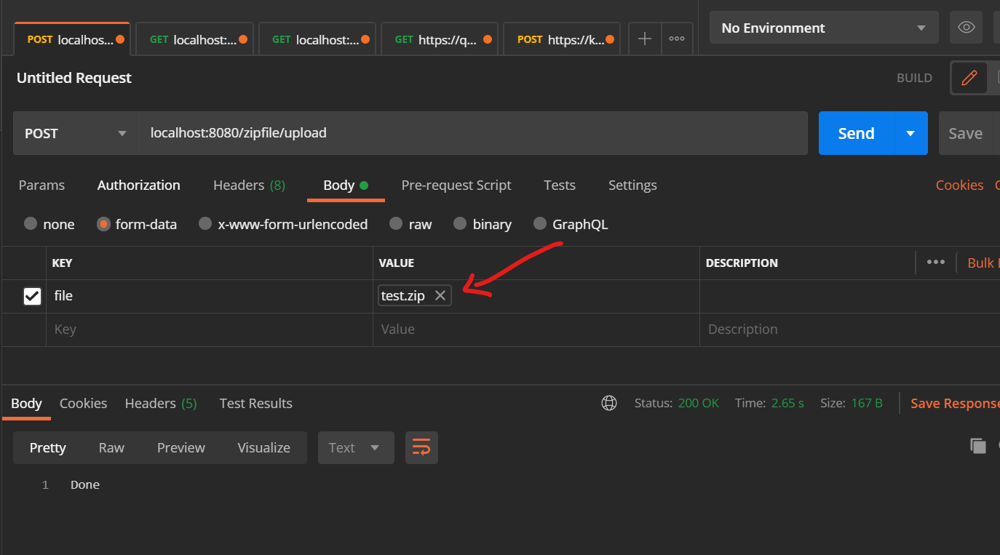 POST localhos... GET localhost:... GET localhost:... GET https://q... POST https://k... No Environment
Untitled Request BUILD
POST localhost:8080/zipfile/upload Send Save
Params Authorization Headers (8) Body Pre-request Script Tests Settings Cookies
none form-data x-www-form-urlencoded raw binary GraphQL
KEY VALUE DESCRIPTION Bulk
file test.zip
Key Value Description
Body Cookies Headers (5) Test Results Status: 200 OK Time: 2.65 s Size: 167 B Save Response
Pretty Raw Preview Visualize Text
1 Done